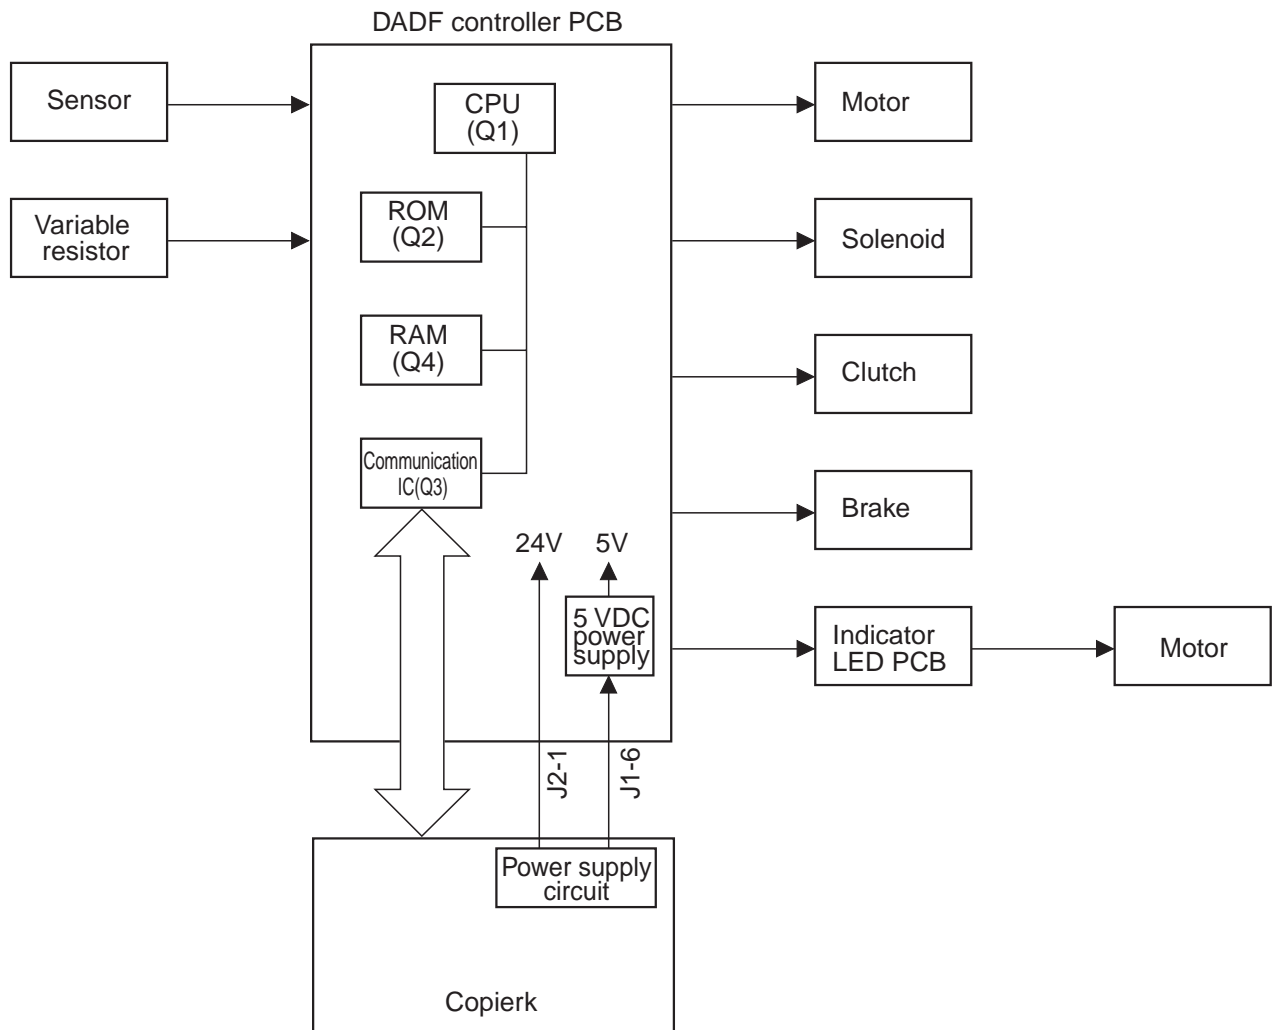 DADF controller PCB
Sensor
CPU
(Q1)
Motor
Variable
resistor
ROM
(Q2)
Solenoid
RAM
(Q4)
Clutch
Communication
IC(Q3)
Brake
24V
5V
5 VDC
power
supply
Indicator
LED PCB
Motor
J2-1
J1-6
Power supply
circuit
Copierk